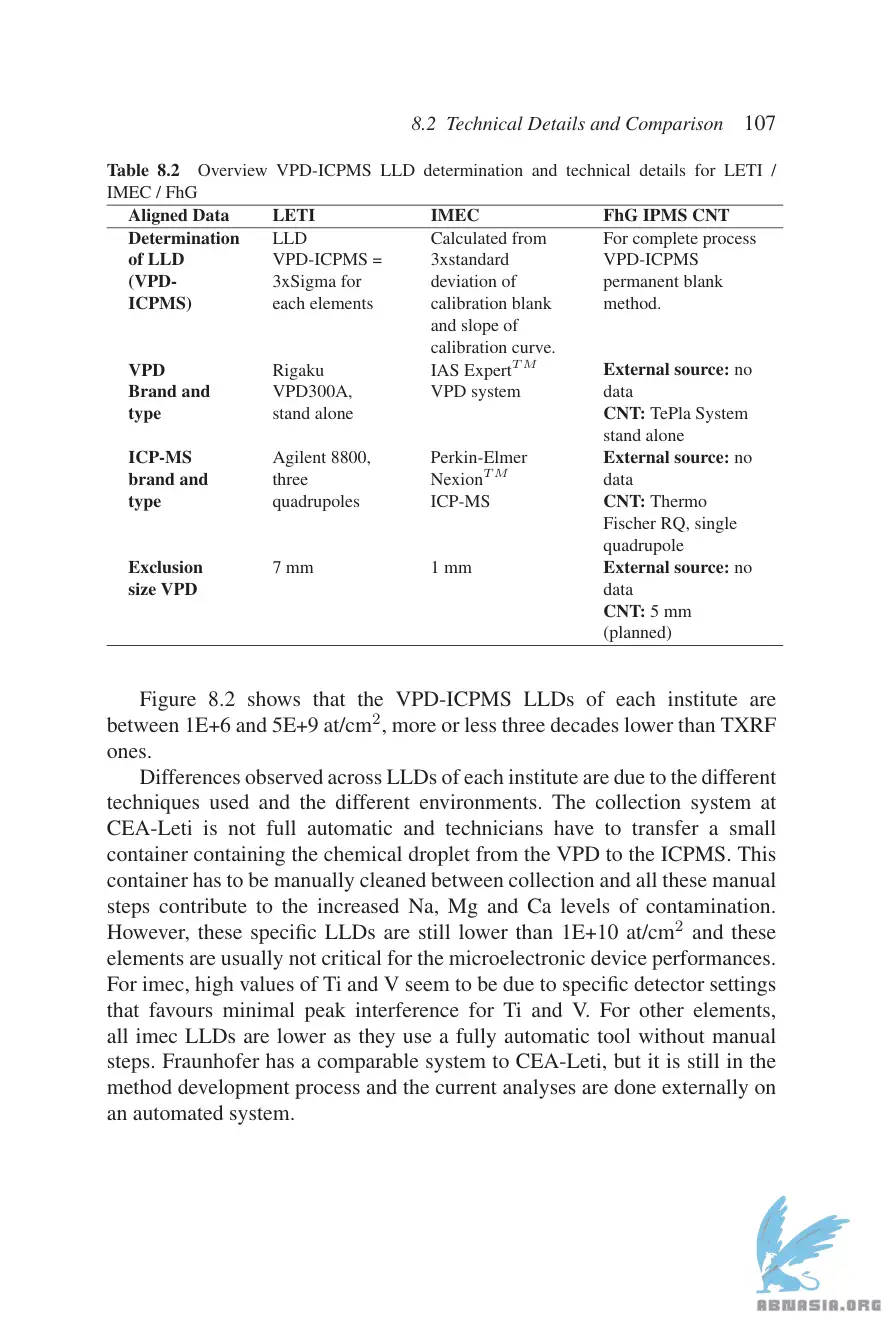 8.2 Technical Details and Comparison 107
Table 8.2 Overview VPD-ICPMS LLD determination and technical details for LETI /
IMEC / FhG
Aligned Data LETI IMEC FhG IPMS CNT
Determination LLD Calculated from For complete process
of LLD VPD-ICPMS = 3xstandard VPD-ICPMS
(VPD- 3xSigma for deviation of permanent blank
ICPMS) each elements calibration blank method.
and slope of
calibration curve.
VPD Rigaku IAS Expert™ External source: no
Brand and VPD300A, VPD system data
type stand alone CNT: TePla System
stand alone
ICP-MS Agilent 8800, Perkin-Elmer External source: no
brand and three Nexion™ data
type quadrupoles ICP-MS CNT: Thermo
Fischer RQ, single
quadrupole
Exclusion 7 mm 1 mm External source: no
size VPD data
CNT: 5 mm
(planned)
Figure 8.2 shows that the VPD-ICPMS LLDs of each institute are
between 1E+6 and 5E+9 at/cm², more or less three decades lower than TXRF
ones.
Differences observed across LLDs of each institute are due to the different
techniques used and the different environments. The collection system at
CEA-Leti is not full automatic and technicians have to transfer a small
container containing the chemical droplet from the VPD to the ICPMS. This
container has to be manually cleaned between collection and all these manual
steps contribute to the increased Na, Mg and Ca levels of contamination.
However, these specific LLDs are still lower than 1E+10 at/cm² and these
elements are usually not critical for the microelectronic device performances.
For imec, high values of Ti and V seem to be due to specific detector settings
that favours minimal peak interference for Ti and V. For other elements,
all imec LLDs are lower as they use a fully automatic tool without manual
steps. Fraunhofer has a comparable system to CEA-Leti, but it is still in the
method development process and the current analyses are done externally on
an automated system.
ABNASIA.ORG